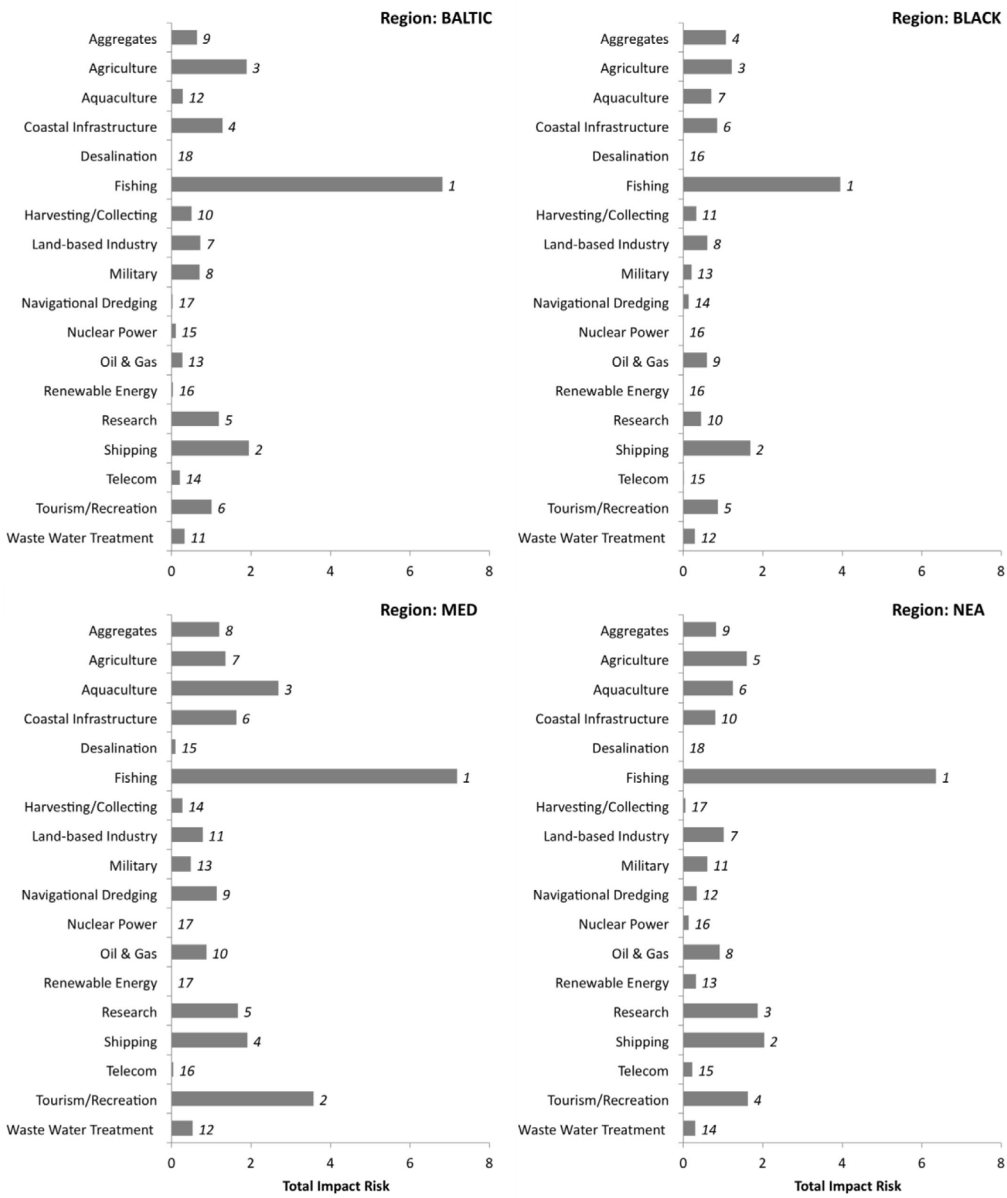 Region: BALTIC
Aggregates 9
Agriculture 3
Aquaculture 12
Coastal Infrastructure 4
Desalination 18
Fishing 1
Harvesting/Collecting 10
Land-based Industry 7
Military 8
Navigational Dredging 17
Nuclear Power 15
Oil & Gas 13
Renewable Energy 16
Research 5
Shipping 2
Telecom 14
Tourism/Recreation 6
Waste Water Treatment 11
0 2 4 6 8
Region: BLACK
Aggregates 4
Agriculture 3
Aquaculture 7
Coastal Infrastructure 6
Desalination 16
Fishing 1
Harvesting/Collecting 11
Land-based Industry 8
Military 13
Navigational Dredging 14
Nuclear Power 16
Oil & Gas 9
Renewable Energy 16
Research 10
Shipping 2
Telecom 15
Tourism/Recreation 5
Waste Water Treatment 12
0 2 4 6 8
Region: MED
Aggregates 8
Agriculture 7
Aquaculture 3
Coastal Infrastructure 6
Desalination 15
Fishing 1
Harvesting/Collecting 14
Land-based Industry 11
Military 13
Navigational Dredging 9
Nuclear Power 17
Oil & Gas 10
Renewable Energy 17
Research 5
Shipping 4
Telecom 16
Tourism/Recreation 2
Waste Water Treatment 12
0 2 4 6 8
Total Impact Risk
Region: NEA
Aggregates 9
Agriculture 5
Aquaculture 6
Coastal Infrastructure 10
Desalination 18
Fishing 1
Harvesting/Collecting 17
Land-based Industry 7
Military 11
Navigational Dredging 12
Nuclear Power 16
Oil & Gas 8
Renewable Energy 13
Research 3
Shipping 2
Telecom 15
Tourism/Recreation 4
Waste Water Treatment 14
0 2 4 6 8
Total Impact Risk